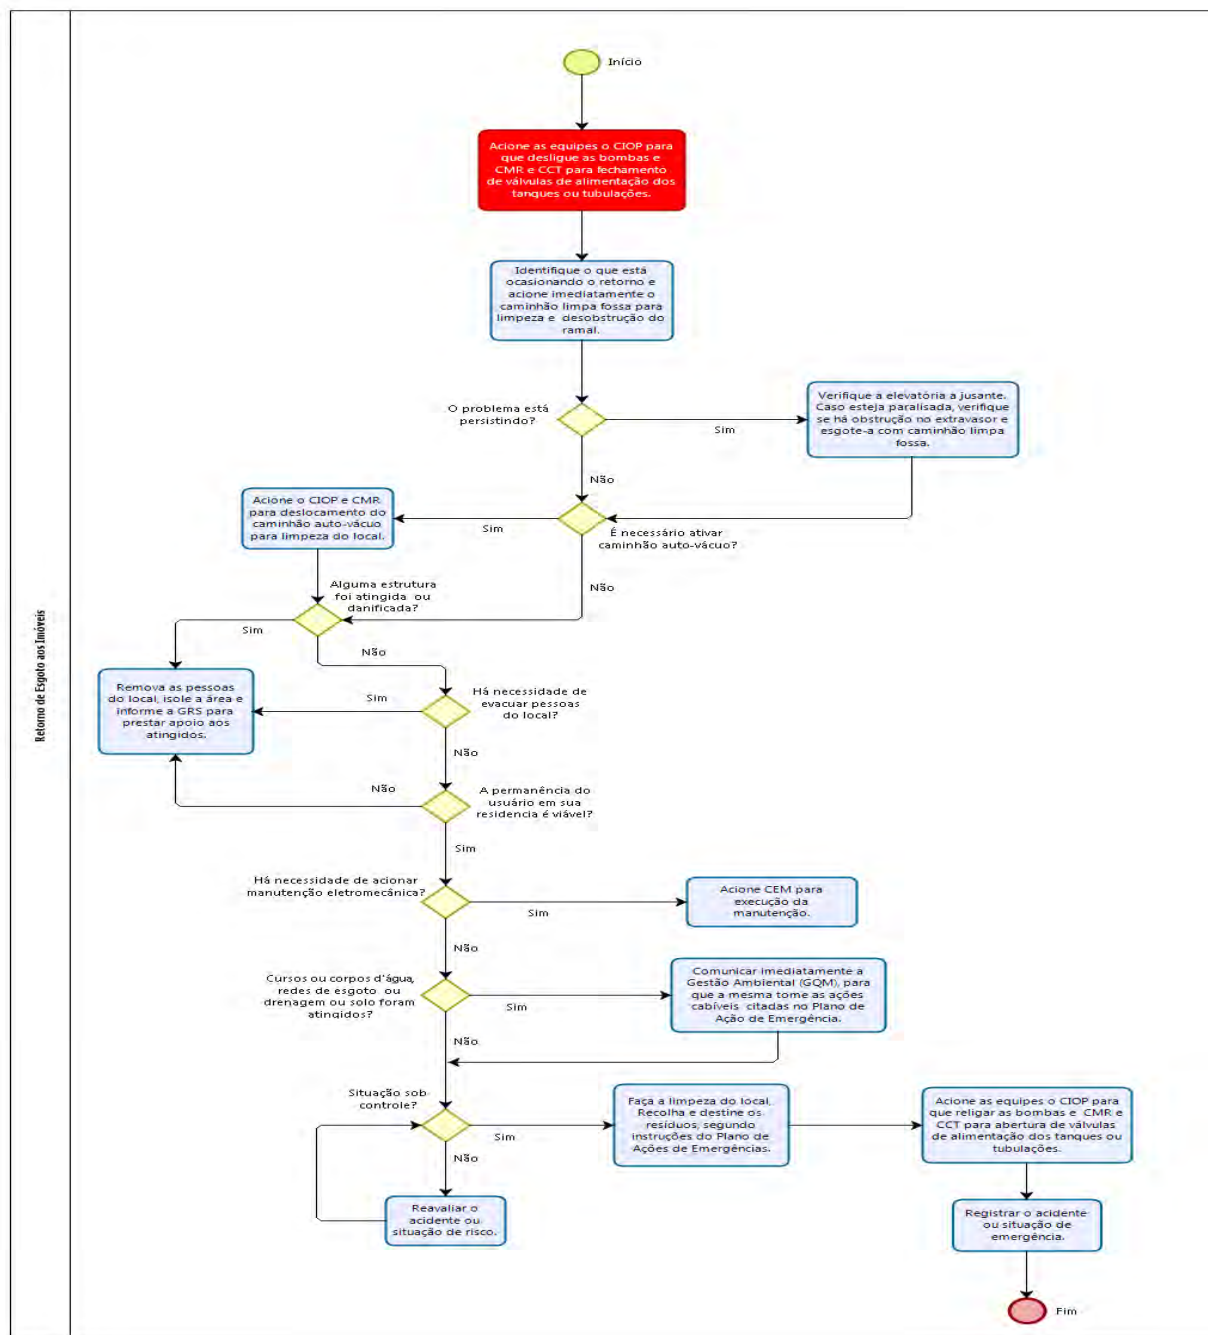 Retorno de Esgoto aos Imóveis
Início
Acione as equipes o CIOP para
que desligue as bombas e
CMR e CCT para fechamento
de válvulas de alimentação dos
tanques ou tubulações.
Identifique o que está
ocasionando o retorno e
acione imediatamente o
caminhão limpa fossa para
limpeza e desobstrução do
ramal.
O problema está
persistindo?
Sim
Verifique a elevatória a jusante.
Caso esteja paralisada, verifique
se há obstrução no extravasor e
esgote-a com caminhão limpa
fossa.
Não
É necessário ativar
caminhão auto-vácuo?
Sim
Acione o CIOP e CMR
para deslocamento do
caminhão auto-vácuo
para limpeza do local.
Não
Alguma estrutura
foi atingida ou
danificada?
Sim
Não
Remova as pessoas
do local, isole a área e
informe a GRS para
prestar apoio aos
atingidos.
Sim
Há necessidade de
evacuar pessoas
do local?
Não
Não
A permanência do
usuário em sua
residencia é viável?
Sim
Há necessidade de acionar
manutenção eletromecânica?
Sim
Acione CEM para
execução da
manutenção.
Não
Cursos ou corpos d'água,
redes de esgoto ou
drenagem ou solo foram
atingidos?
Sim
Comunicar imediatamente a
Gestão Ambiental (GQM), para
que a mesma tome as ações
cabíveis citadas no Plano de
Ação de Emergência.
Não
Situação sob
controle?
Sim
Faça a limpeza do local.
Recolha e destine os
resíduos, segundo
instruções do Plano de
Ações de Emergências.
Acione as equipes o CIOP para
que religar as bombas e CMR e
CCT para abertura de válvulas
de alimentação dos tanques ou
tubulações.
Não
Reavaliar o
acidente ou
situação de risco.
Registrar o acidente
ou situação de
emergência.
Fim